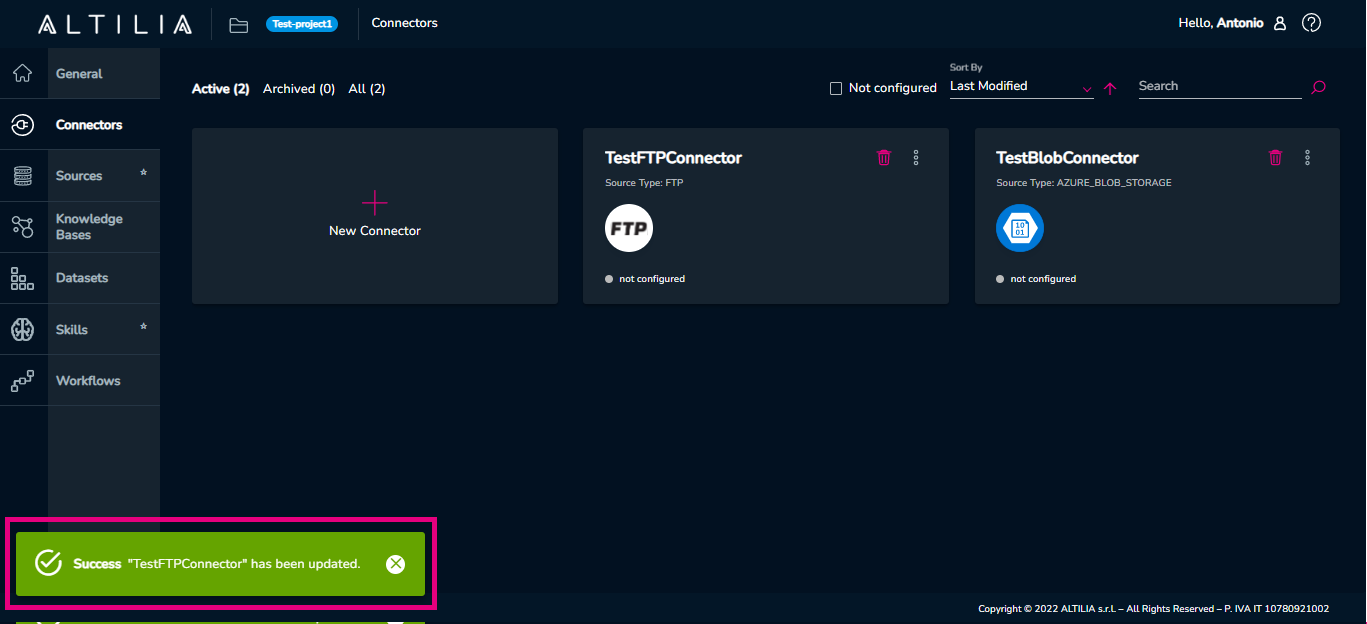 ALTILIA
Test-project1
Connectors
Hello, Antonio
General
Connectors
Sources
Knowledge
Bases
Datasets
Skills
Workflows
Active (2) Archived (0) All (2)
Not configured
Sort By
Last Modified
Search
New Connector
TestFTPConnector
Source Type: FTP
FTP
not configured
TestBlobConnector
Source Type: AZURE_BLOB_STORAGE
10
01
not configured
Success "TestFTPConnector" has been updated.
Copyright © 2022 ALTILIA s.r.l. – All Rights Reserved – P. IVA IT 10780921002